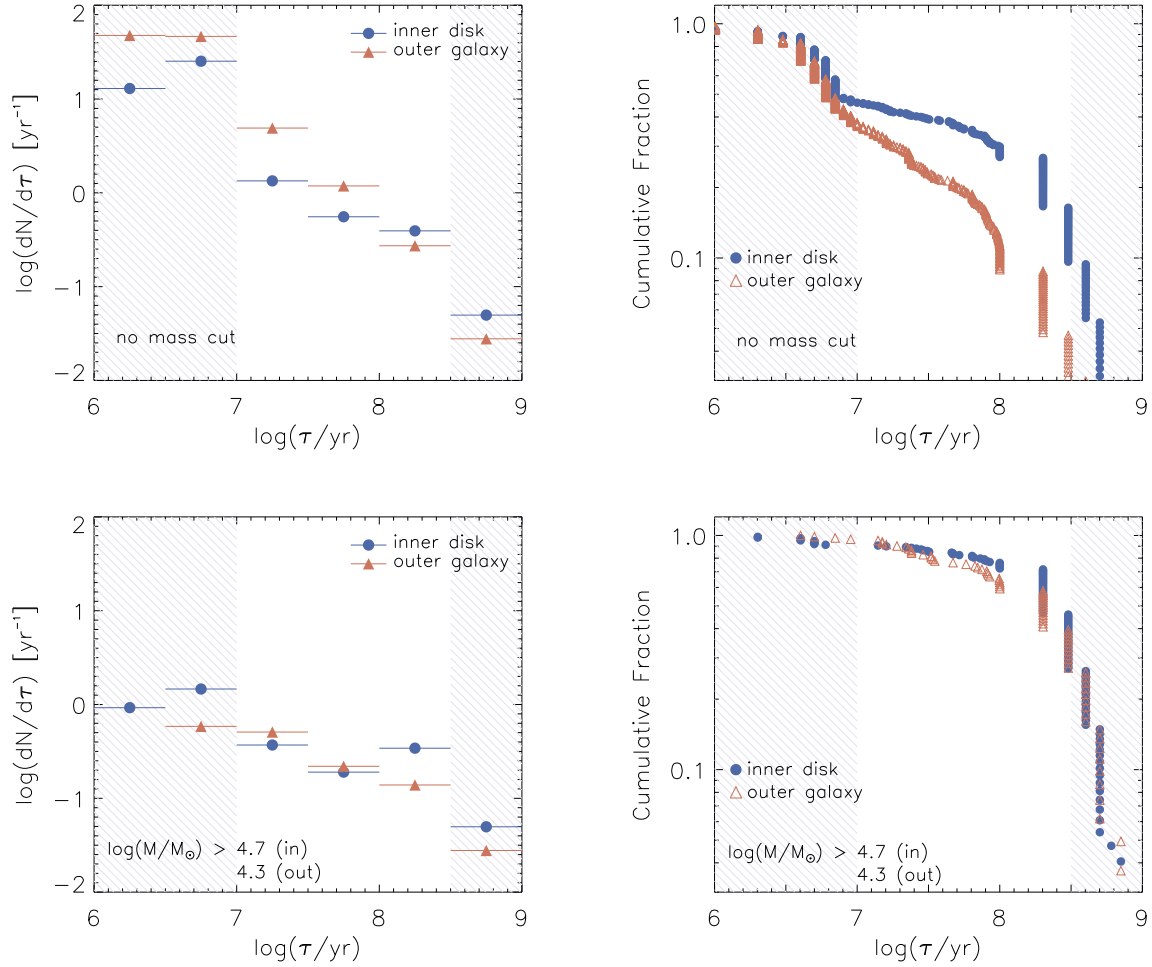 2
1
0
−1
−2
log(dN/dτ) [yr⁻¹]
inner disk
outer galaxy
no mass cut
6 7 8 9
log(τ/yr)
1.0
0.1
Cumulative Fraction
inner disk
outer galaxy
no mass cut
6 7 8 9
log(τ/yr)
2
1
0
−1
−2
log(dN/dτ) [yr⁻¹]
inner disk
outer galaxy
log(M/M⊙) > 4.7 (in)
4.3 (out)
6 7 8 9
log(τ/yr)
1.0
0.1
Cumulative Fraction
inner disk
outer galaxy
log(M/M⊙) > 4.7 (in)
4.3 (out)
6 7 8 9
log(τ/yr)